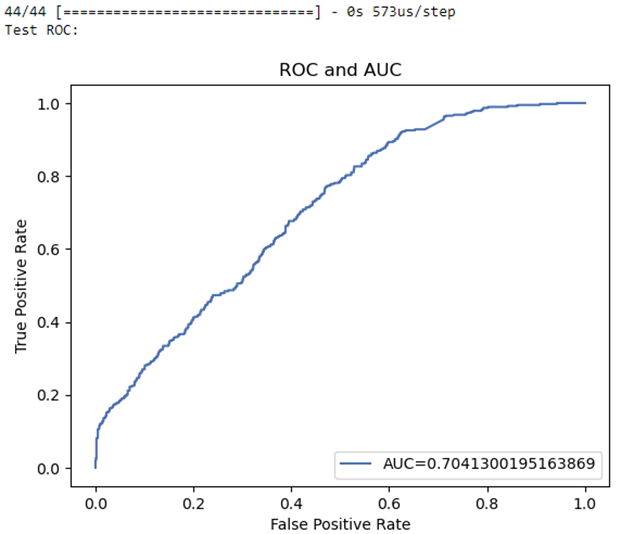 44/44 [==============================] - 0s 573us/step
Test ROC:
ROC and AUC
1.0
0.8
0.6
0.4
0.2
0.0
True Positive Rate
AUC=0.7041300195163869
0.0 0.2 0.4 0.6 0.8 1.0
False Positive Rate